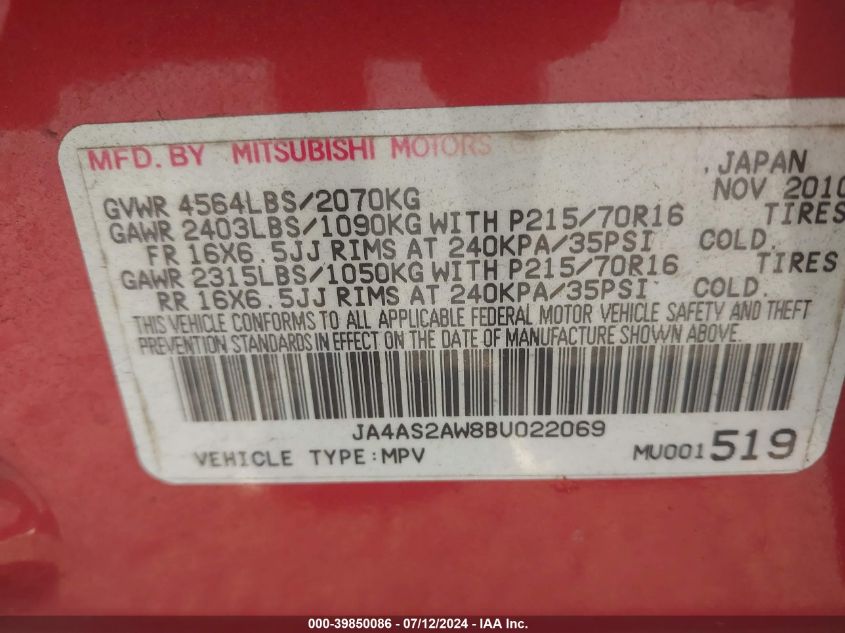 MFD. BY MITSUBISHI MOTORS
, JAPAN
GVWR 4564LBS/2070KG NOV 2010
GAWR 2403LBS/1090KG WITH P215/70R16 TIRES
FR 16X6.5JJ RIMS AT 240KPA/35PSI COLD.
GAWR 2315LBS/1050KG WITH P215/70R16 TIRES
RR 16X6.5JJ RIMS AT 240KPA/35PSI COLD.
THIS VEHICLE CONFORMS TO ALL APPLICABLE FEDERAL MOTOR VEHICLE SAFETY AND THEFT
PREVENTION STANDARDS IN EFFECT ON THE DATE OF MANUFACTURE SHOWN ABOVE.
JA4AS2AW8BU022069
VEHICLE TYPE:MPV MU001519
000-39850086 - 07/12/2024 - IAA Inc.